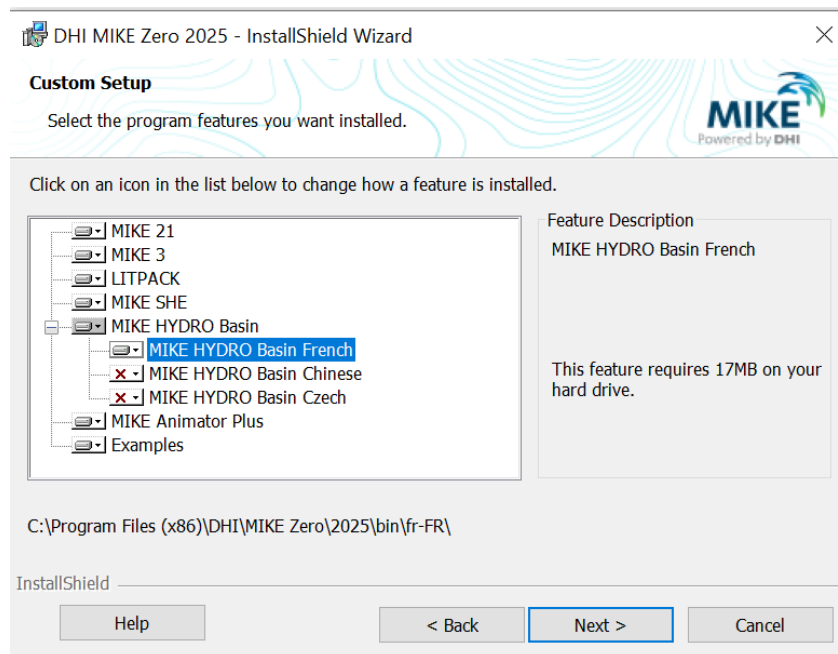 DHI MIKE Zero 2025 - InstallShield Wizard
Custom Setup
Select the program features you want installed.
MIKE
Powered by DHI
Click on an icon in the list below to change how a feature is installed.
MIKE 21
MIKE 3
LITPACK
MIKE SHE
MIKE HYDRO Basin
MIKE HYDRO Basin French
MIKE HYDRO Basin Chinese
MIKE HYDRO Basin Czech
MIKE Animator Plus
Examples
Feature Description
MIKE HYDRO Basin French
This feature requires 17MB on your
hard drive.
C:\Program Files (x86)\DHI\MIKE Zero\2025\bin\fr-FR\
InstallShield
Help
< Back
Next >
Cancel